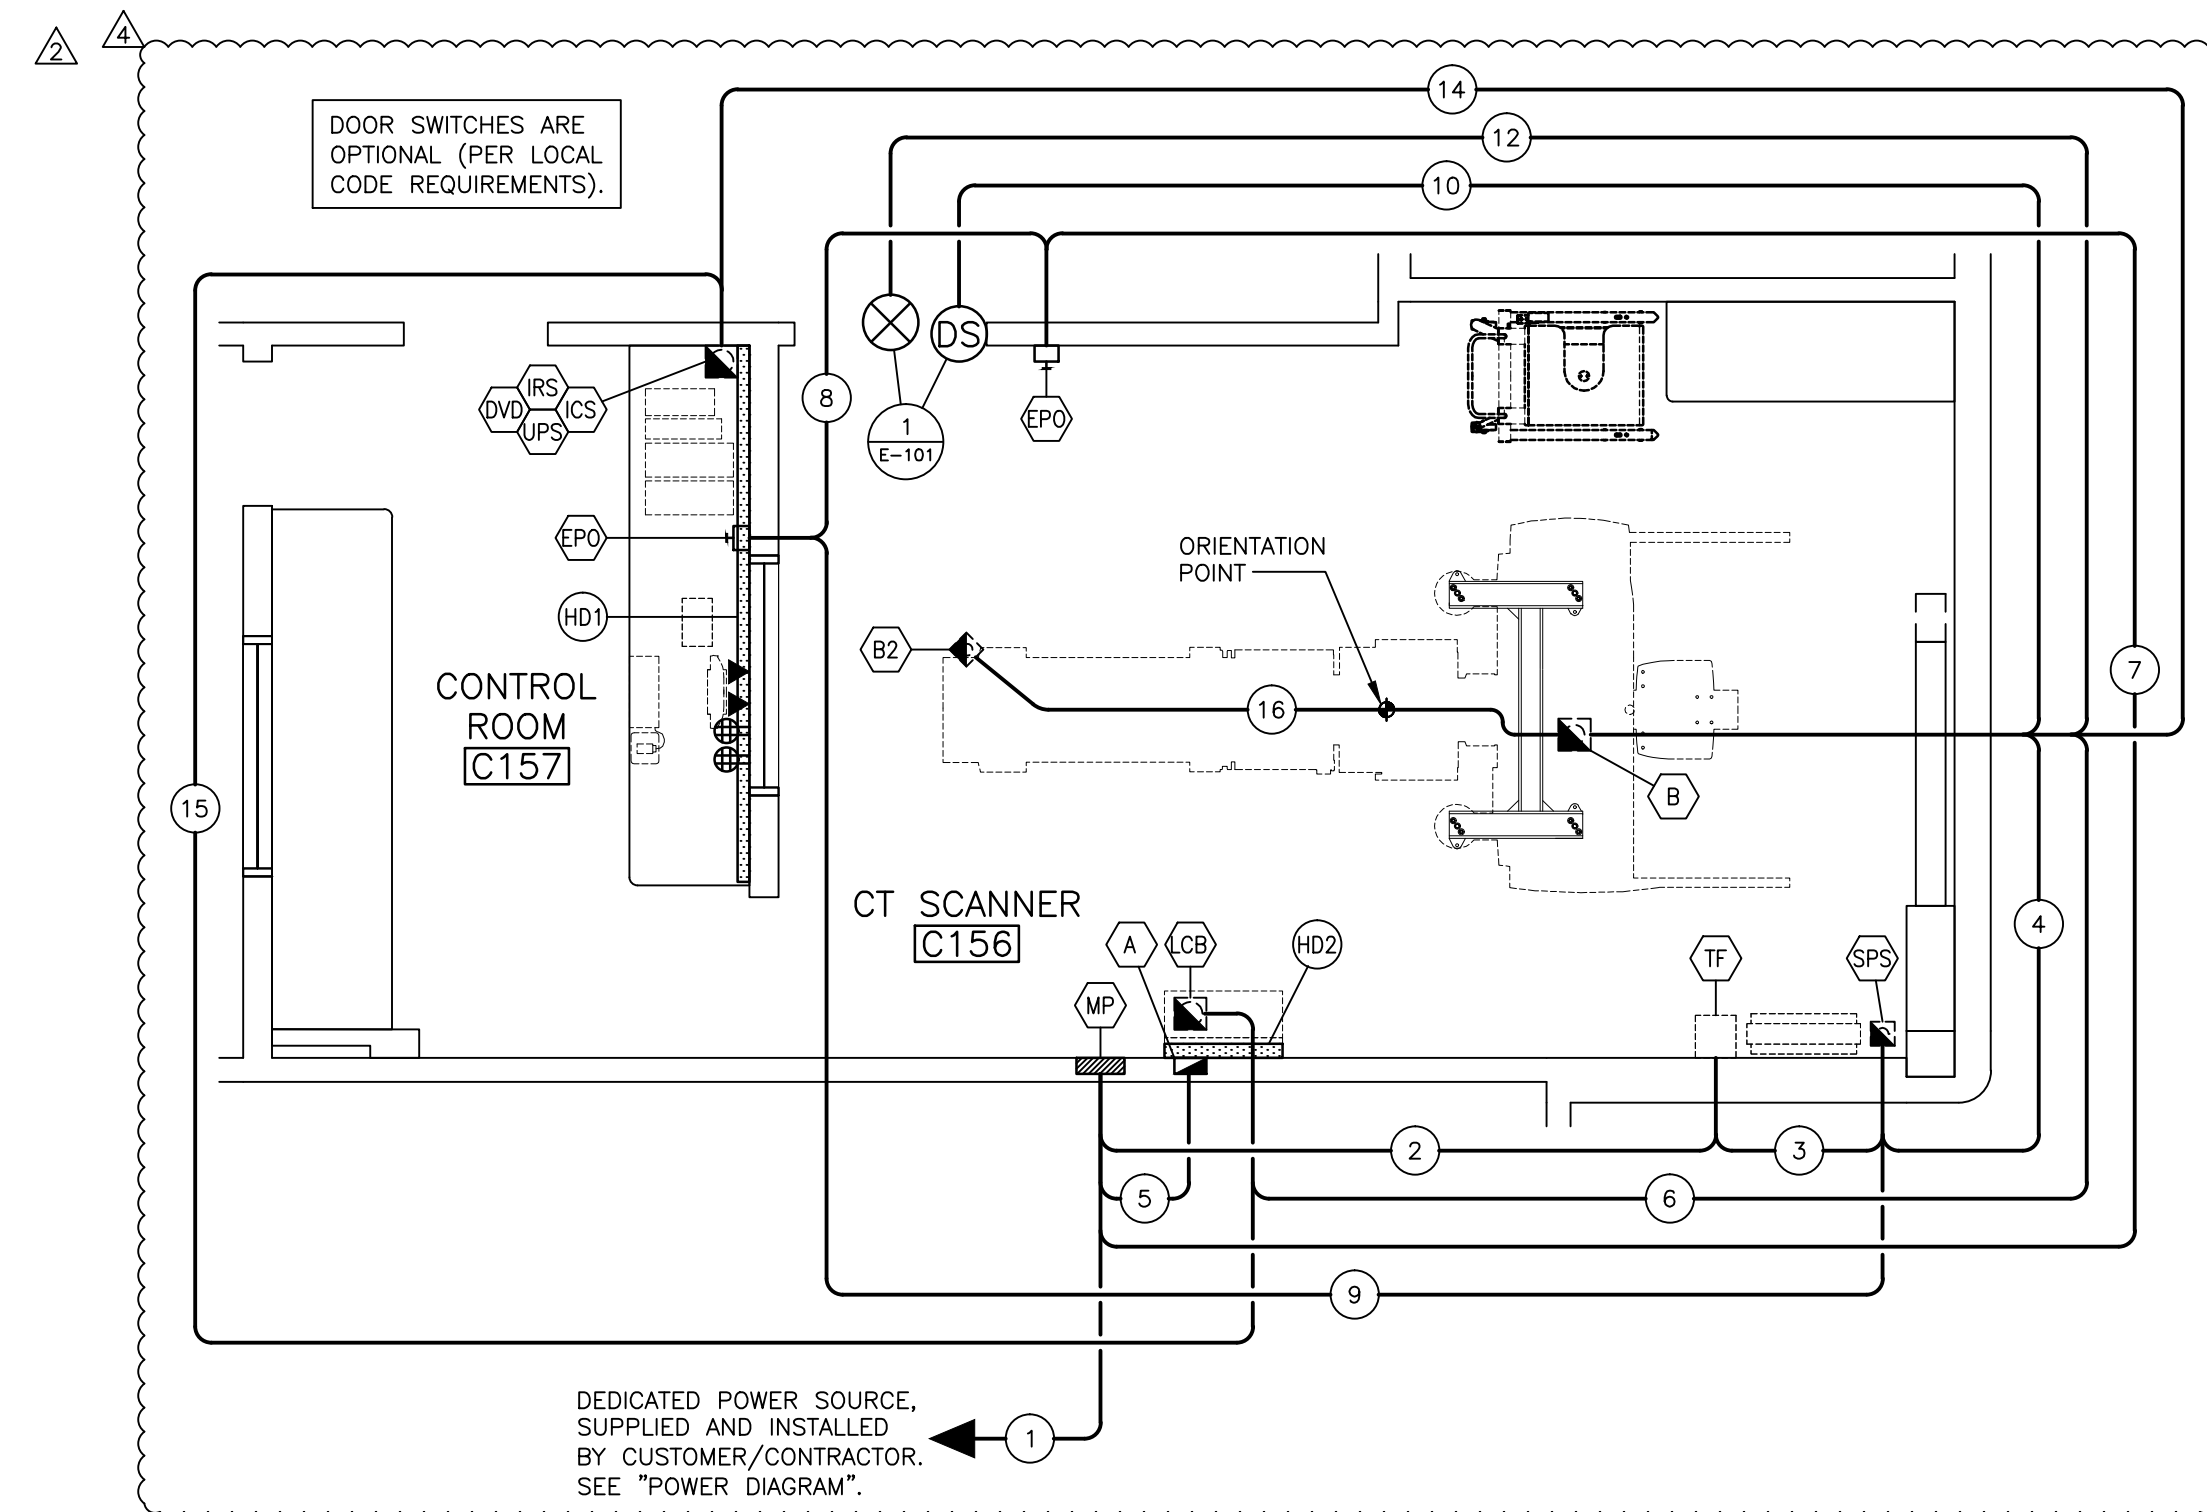 2
4
14
DOOR SWITCHES ARE
OPTIONAL (PER LOCAL
CODE REQUIREMENTS).
12
10
IRS
DVD
ICS
UPS
8
DS
1
E-101
EPO
EPO
ORIENTATION
POINT
HD1
B2
7
CONTROL
ROOM
C157
16
B
15
CT SCANNER
C156
A
LCB
HD2
4
TF
SPS
MP
2
3
5
6
9
DEDICATED POWER SOURCE,
SUPPLIED AND INSTALLED
BY CUSTOMER/CONTRACTOR.
SEE "POWER DIAGRAM".
1